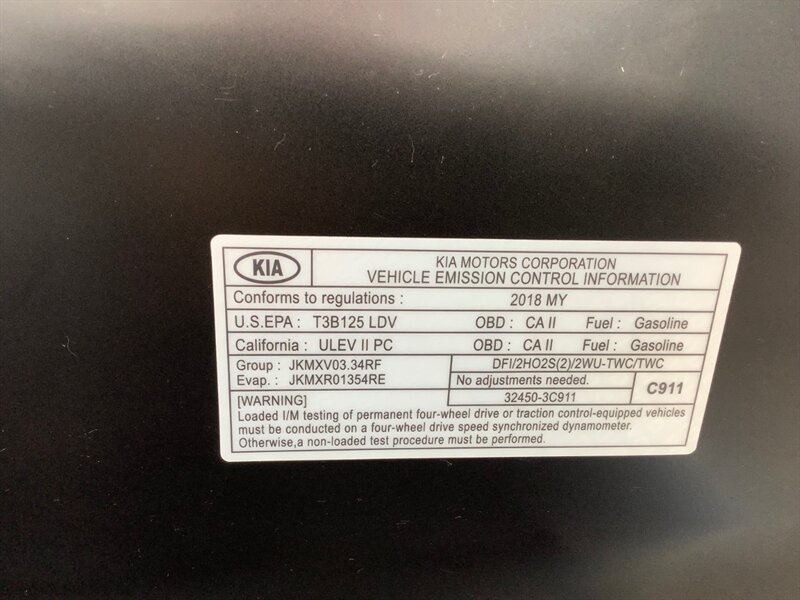 KIA
KIA MOTORS CORPORATION
VEHICLE EMISSION CONTROL INFORMATION
Conforms to regulations : 2018 MY
U.S.EPA : T3B125 LDV OBD : CA II Fuel : Gasoline
California : ULEV II PC OBD : CA II Fuel : Gasoline
Group : JKMXV03.34RF
Evap. : JKMXR01354RE
DFI/2HO2S(2)/2WU-TWC/TWC
No adjustments needed.
32450-3C911
C911
[WARNING]
Loaded I/M testing of permanent four-wheel drive or traction control-equipped vehicles
must be conducted on a four-wheel drive speed synchronized dynamometer.
Otherwise,a non-loaded test procedure must be performed.